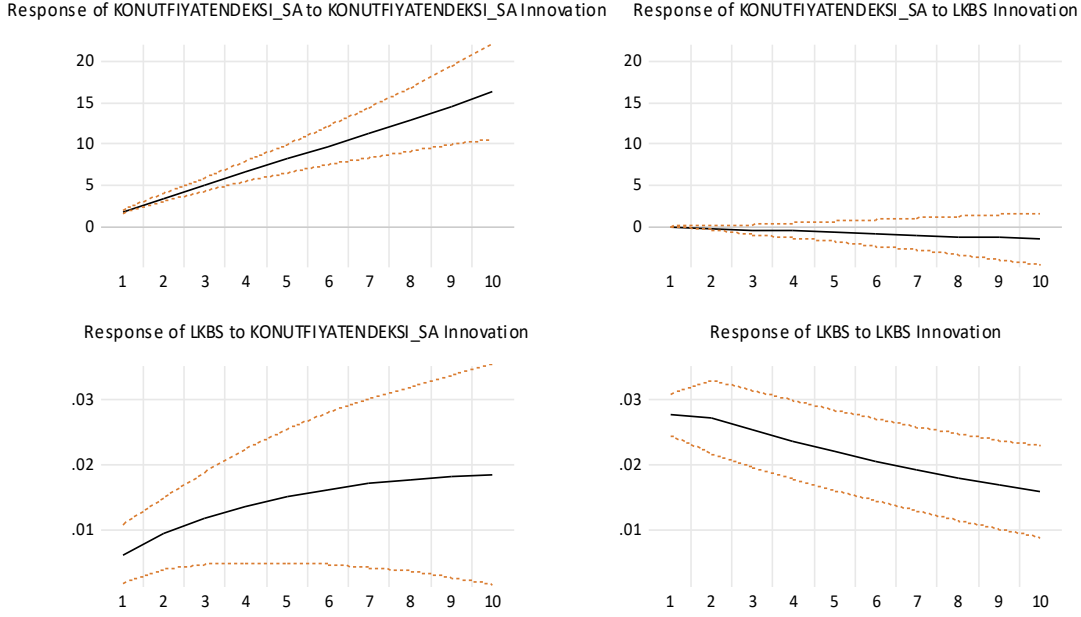 Response of KONUTFIYATENDEKSI_SA to KONUTFIYATENDEKSI_SA Innovation
20
15
10
5
0
1 2 3 4 5 6 7 8 9 10
Response of KONUTFIYATENDEKSI_SA to LKBS Innovation
20
15
10
5
0
1 2 3 4 5 6 7 8 9 10
Response of LKBS to KONUTFIYATENDEKSI_SA Innovation
.03
.02
.01
1 2 3 4 5 6 7 8 9 10
Response of LKBS to LKBS Innovation
.03
.02
.01
1 2 3 4 5 6 7 8 9 10